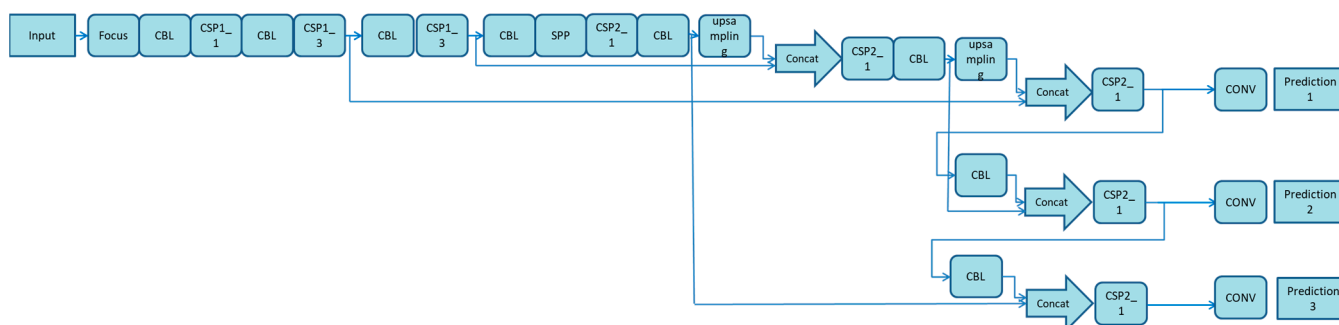 Input
Focus
CBL
CSP1_
1
CBL
CSP1_
3
CBL
CSP1_
3
CBL
SPP
CSP2_
1
CBL
upsa
mplin
g
Concat
CSP2_
1
CBL
upsa
mplin
g
Concat
CSP2_
1
CONV
Prediction
1
CBL
Concat
CSP2_
1
CONV
Prediction
2
CBL
Concat
CSP2_
1
CONV
Prediction
3